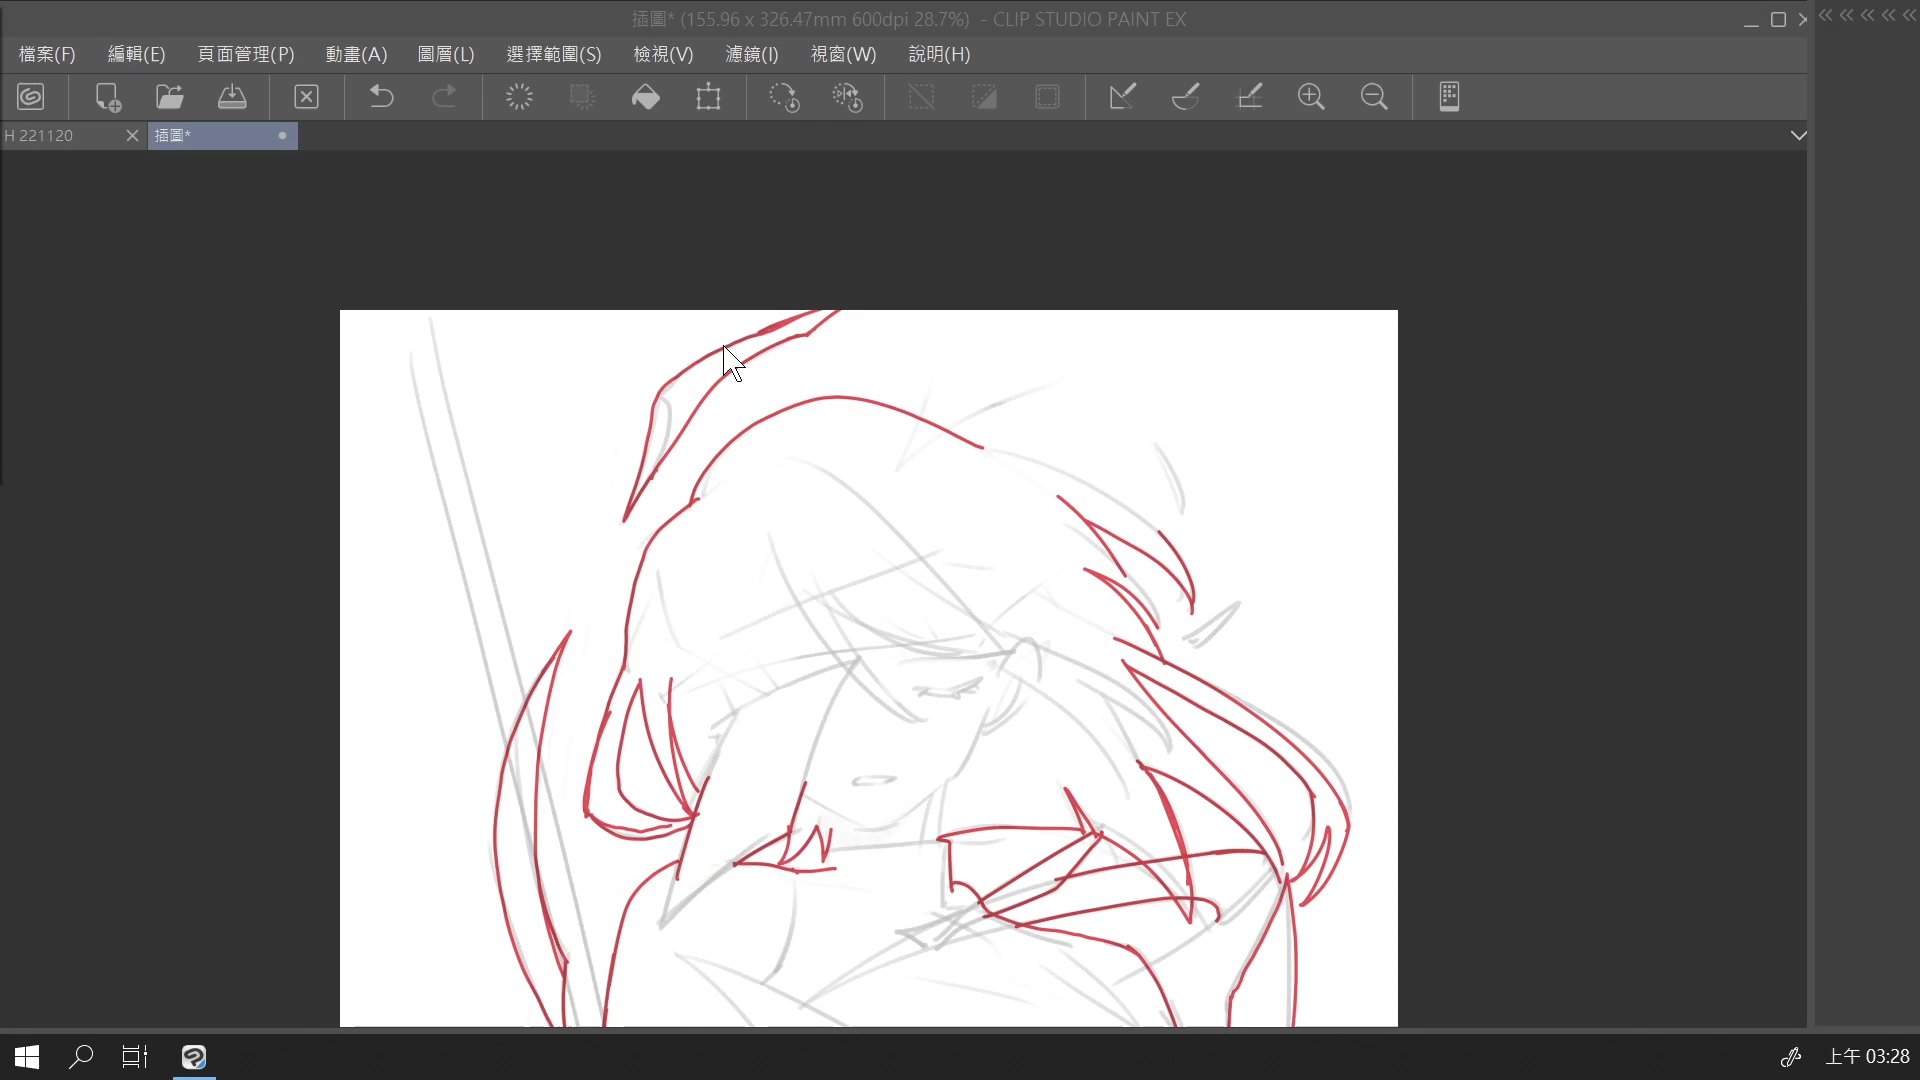 插圖* (155.96 x 326.47mm 600dpi 28.7%) - CLIP STUDIO PAINT EX
檔案(F) 編輯(E) 頁面管理(P) 動畫(A) 圖層(L) 選擇範圍(S) 檢視(V) 濾鏡(I) 視窗(W) 說明(H)
H 221120 插圖*
上午 03:28